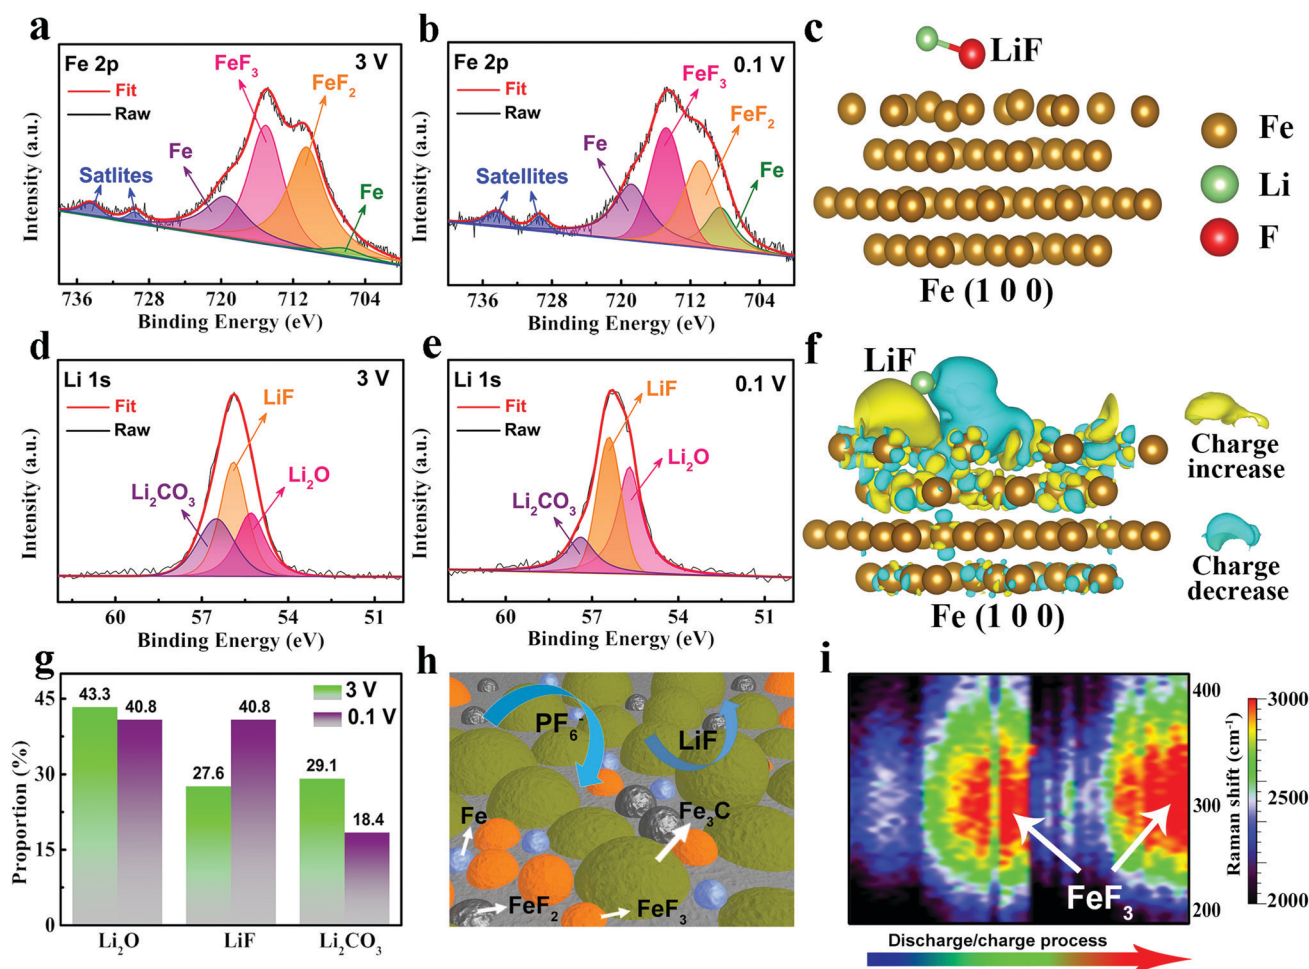 a
Fe 2p
3 V
Fit
Raw
FeF3
FeF2
Fe
Satlites
Fe
Intensity (a.u.)
736 728 720 712 704
Binding Energy (eV)
b
Fe 2p
0.1 V
Fit
Raw
FeF3
FeF2
Fe
Satellites
Fe
Intensity (a.u.)
736 728 720 712 704
Binding Energy (eV)
c
LiF
Fe
Li
F
Fe (1 0 0)
d
Li 1s
3 V
Fit
Raw
LiF
Li2O
Li2CO3
Intensity (a.u.)
60 57 54 51
Binding Energy (eV)
e
Li 1s
0.1 V
Fit
Raw
LiF
Li2O
Li2CO3
Intensity (a.u.)
60 57 54 51
Binding Energy (eV)
f
LiF
Charge
increase
Charge
decrease
Fe (1 0 0)
g
45
30
15
0
Proportion (%)
43.3
40.8
27.6
40.8
29.1
18.4
3 V
0.1 V
Li2O LiF Li2CO3
h
PF6-
LiF
Fe
Fe3C
FeF2
FeF3
i
400
300
200
Raman shift (cm-1)
3000
2500
2000
FeF3
Discharge/charge process